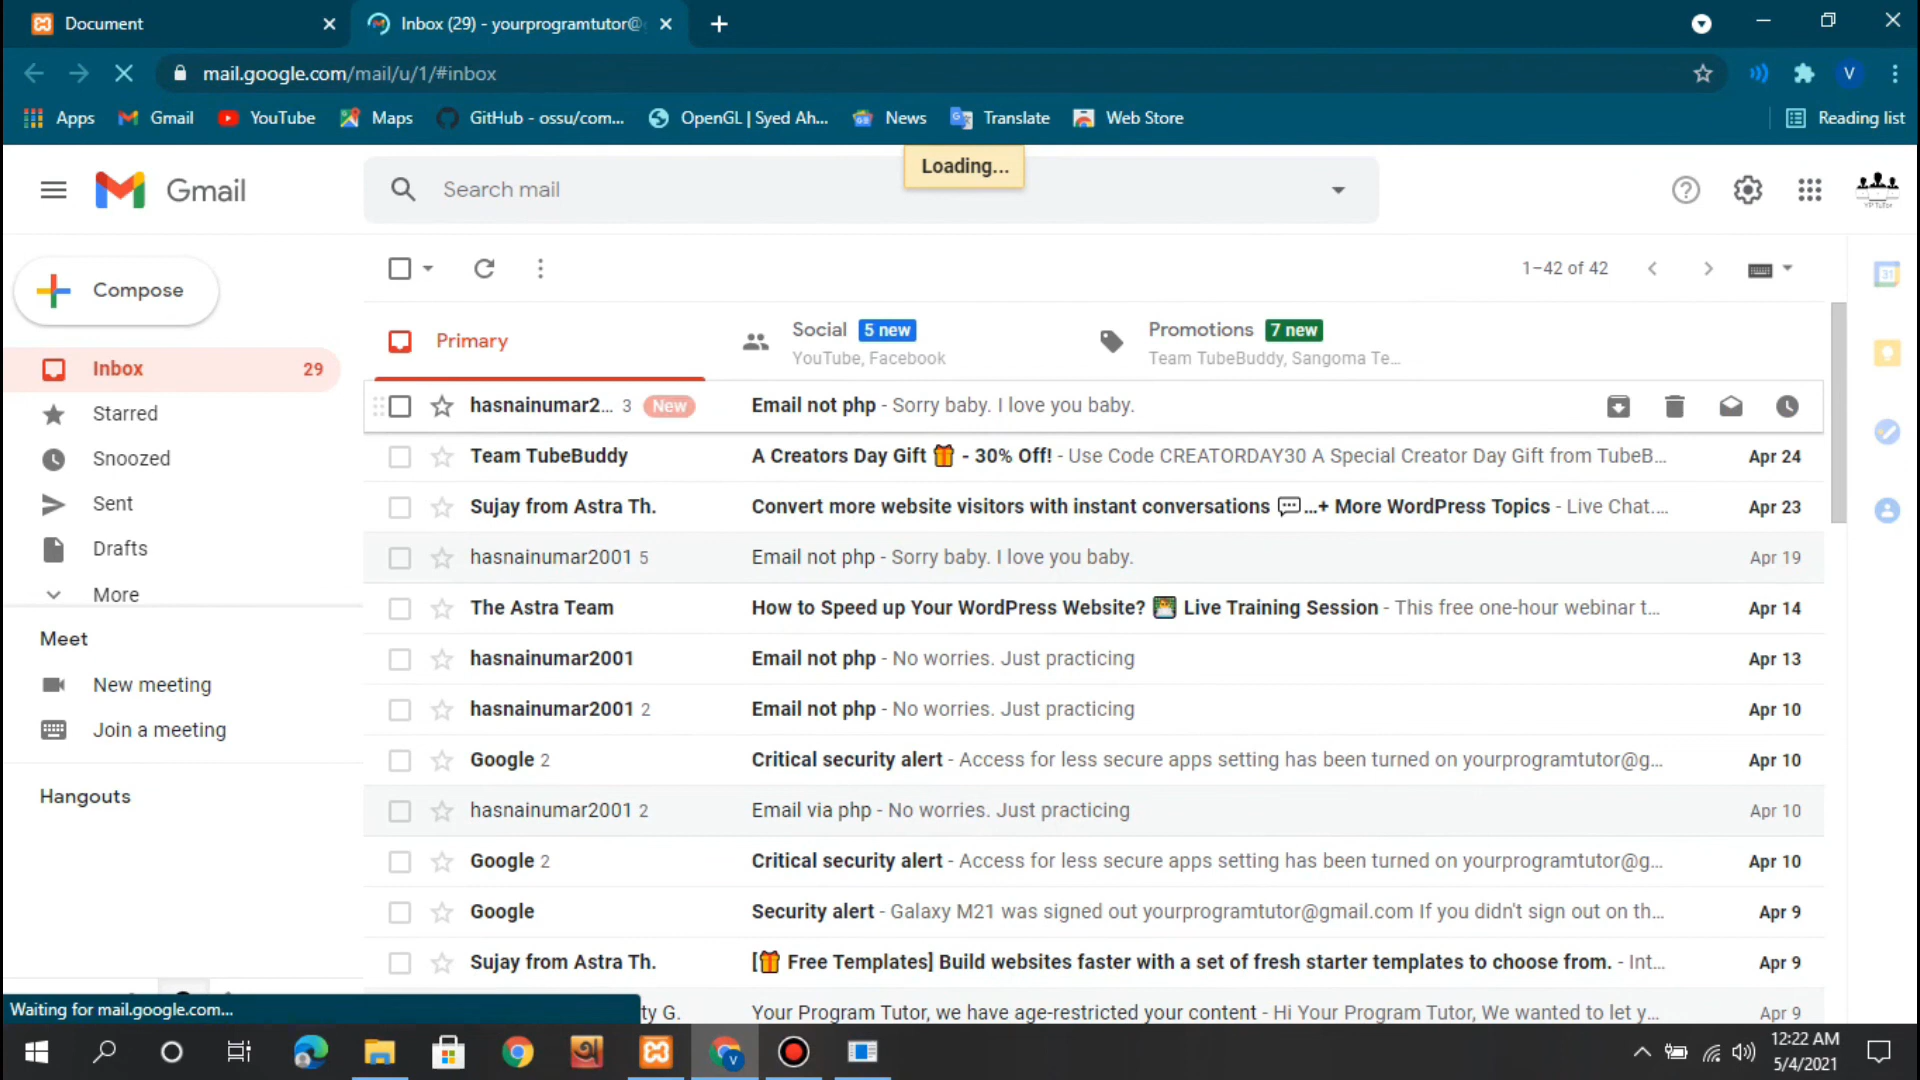 Document
Inbox (29) - yourprogramtutor@g
mail.google.com/mail/u/1/#inbox
V
Apps
Gmail
YouTube
Maps
GitHub - ossu/com...
OpenGL | Syed Ah...
News
Translate
Web Store
Reading list
Loading...
Gmail
Search mail
YP TuTor
Compose
1–42 of 42
31
Primary
Social 5 new
YouTube, Facebook
Promotions 7 new
Team TubeBuddy, Sangoma Te...
Inbox 29
Starred
Snoozed
Sent
Drafts
More
Meet
New meeting
Join a meeting
Hangouts
hasnainumar2... 3 New Email not php - Sorry baby. I love you baby.
Team TubeBuddy A Creators Day Gift 🎁 - 30% Off! - Use Code CREATORDAY30 A Special Creator Day Gift from TubeB... Apr 24
Sujay from Astra Th. Convert more website visitors with instant conversations 💬...+ More WordPress Topics - Live Chat.... Apr 23
hasnainumar2001 5 Email not php - Sorry baby. I love you baby. Apr 19
The Astra Team How to Speed up Your WordPress Website? Live Training Session - This free one-hour webinar t... Apr 14
hasnainumar2001 Email not php - No worries. Just practicing Apr 13
hasnainumar2001 2 Email not php - No worries. Just practicing Apr 10
Google 2 Critical security alert - Access for less secure apps setting has been turned on yourprogramtutor@g... Apr 10
hasnainumar2001 2 Email via php - No worries. Just practicing Apr 10
Google 2 Critical security alert - Access for less secure apps setting has been turned on yourprogramtutor@g... Apr 10
Google Security alert - Galaxy M21 was signed out yourprogramtutor@gmail.com If you didn't sign out on th... Apr 9
Sujay from Astra Th. [🎁 Free Templates] Build websites faster with a set of fresh starter templates to choose from. - Int... Apr 9
ty G. Your Program Tutor, we have age-restricted your content - Hi Your Program Tutor, We wanted to let y... Apr 9
Waiting for mail.google.com...
অ
V
12:22 AM
5/4/2021